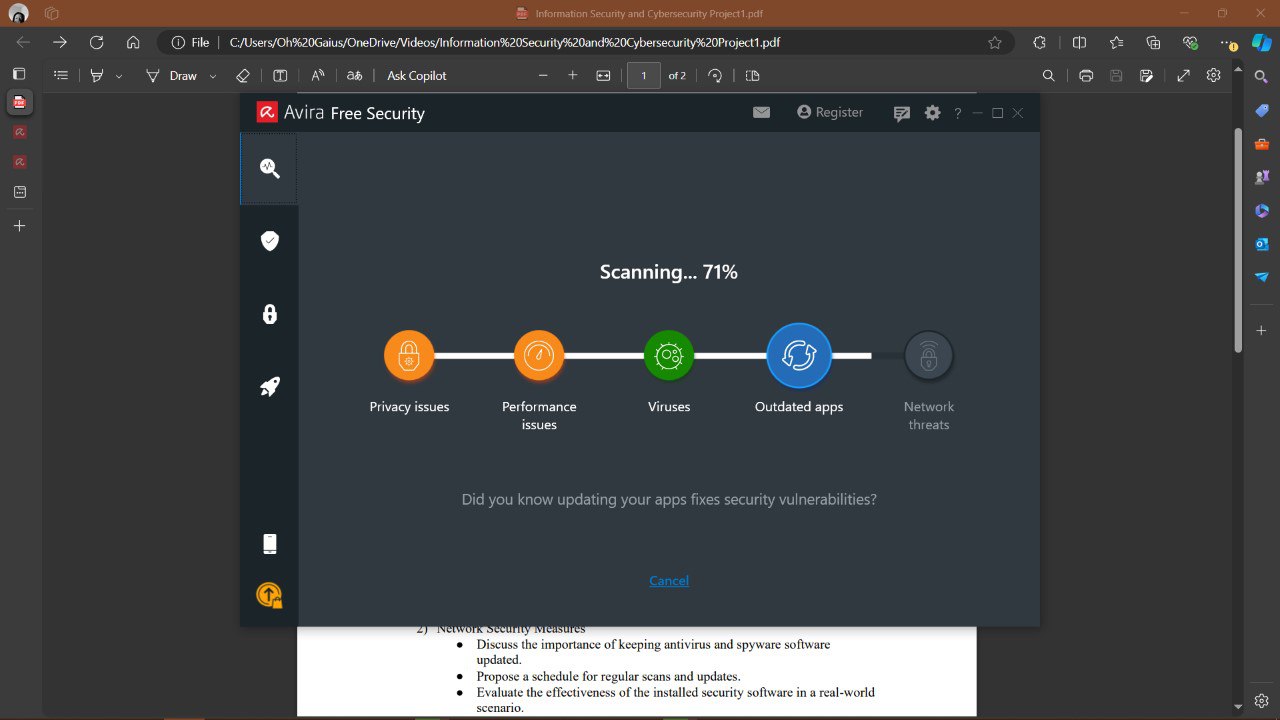 Information Security and Cybersecurity Project1.pdf
File C:/Users/Oh%20Gaius/OneDrive/Videos/Information%20Security%20and%20Cybersecurity%20Project1.pdf
Draw Ask Copilot 1 of 2
Avira Free Security Register ?
Scanning... 71%
Privacy issues Performance issues Viruses Outdated apps Network threats
Did you know updating your apps fixes security vulnerabilities?
Cancel
2) Network Security Measures
● Discuss the importance of keeping antivirus and spyware software
updated.
● Propose a schedule for regular scans and updates.
● Evaluate the effectiveness of the installed security software in a real-world
scenario.